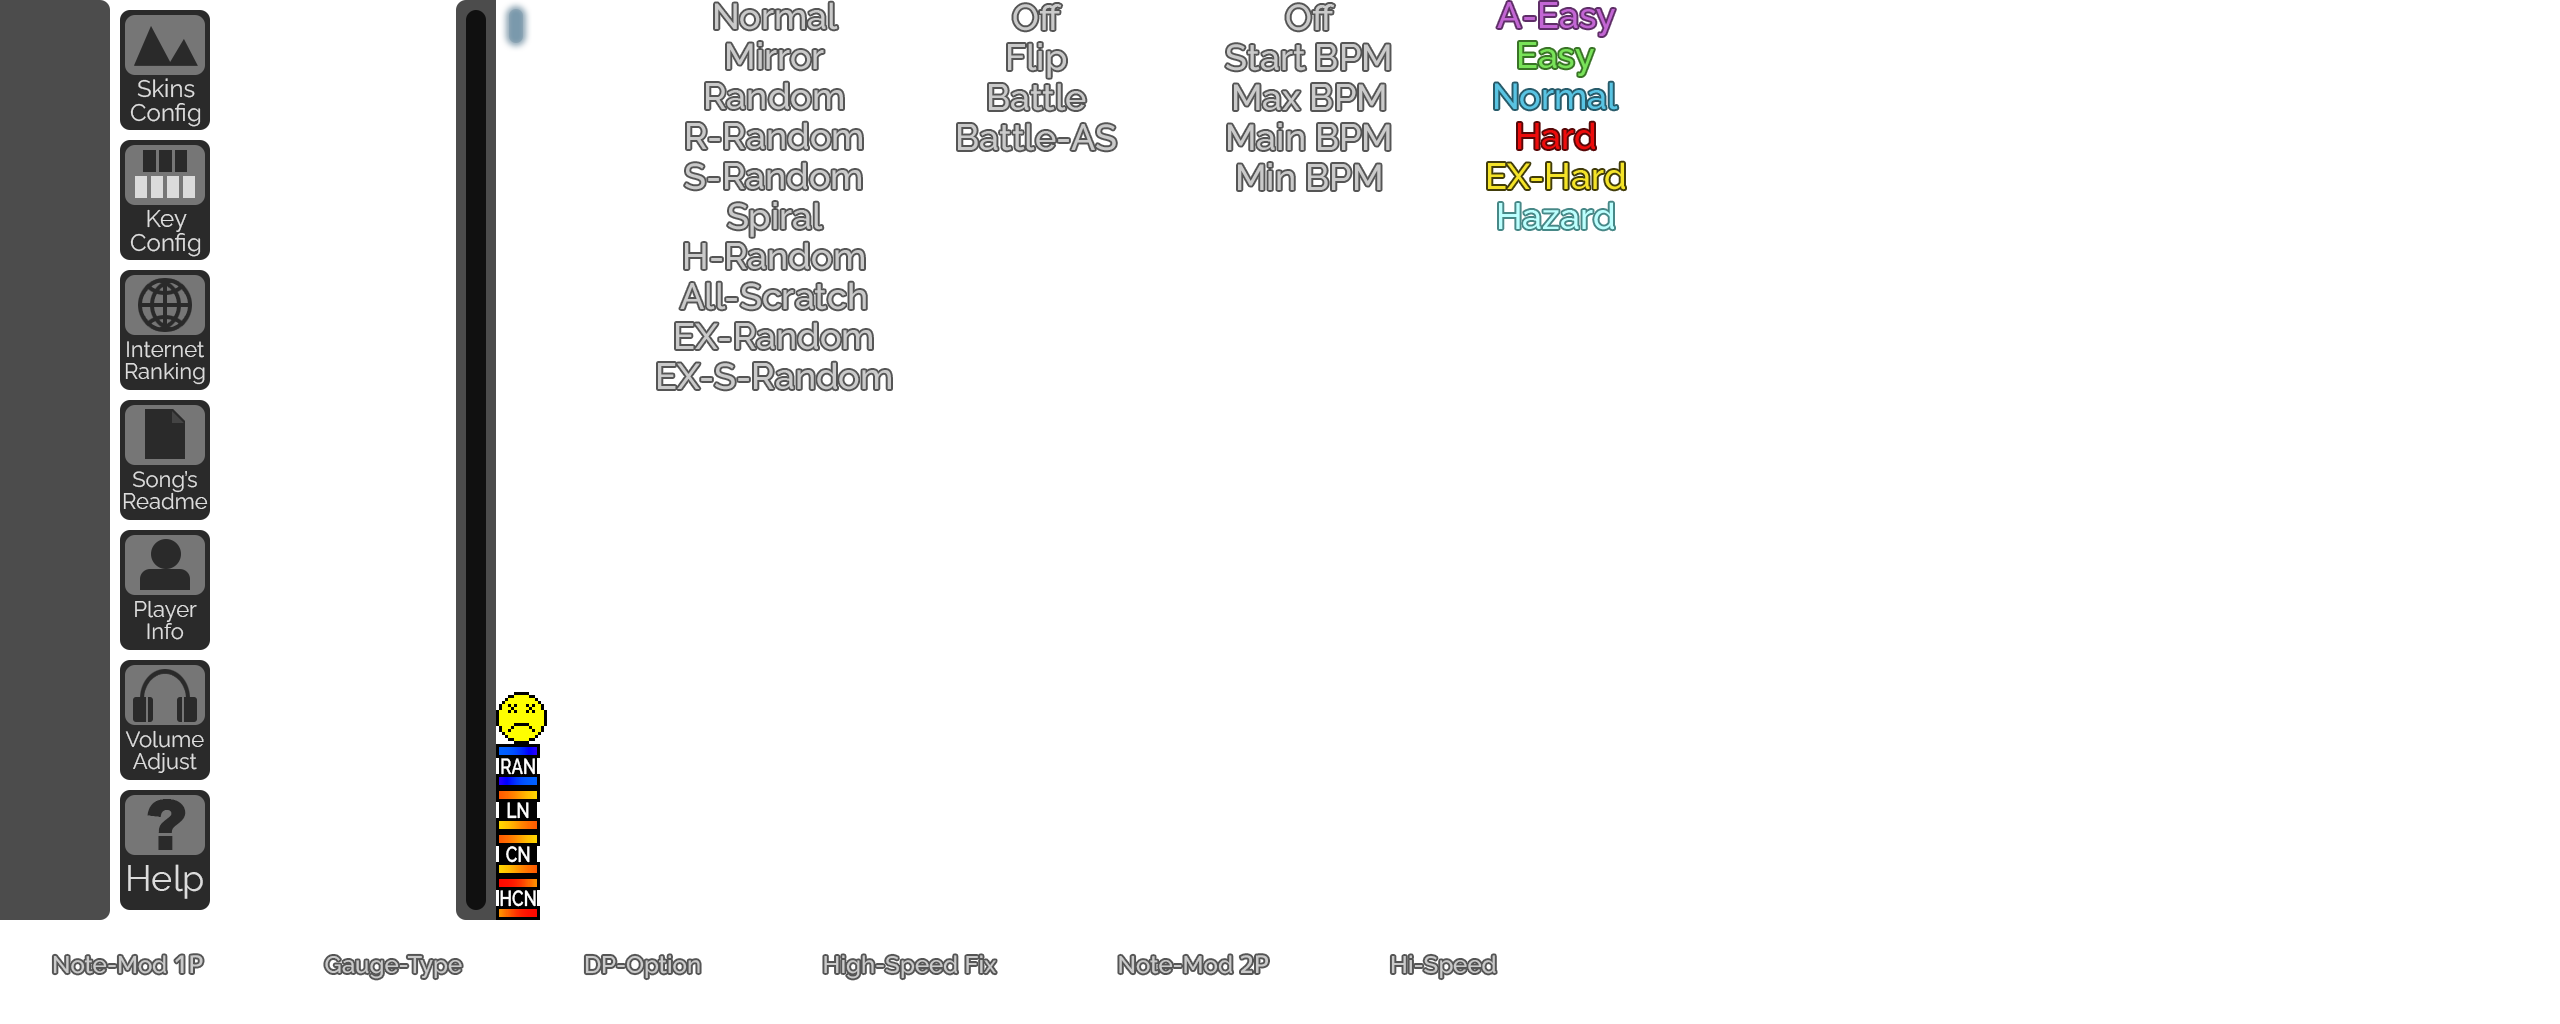 Skins
Config
Key
Config
Internet
Ranking
Song's
Readme
Player
Info
Volume
Adjust
?
Help
RAN
LN
CN
HCN
Normal
Mirror
Random
R-Random
S-Random
Spiral
H-Random
All-Scratch
EX-Random
EX-S-Random
Off
Flip
Battle
Battle-AS
Off
Start BPM
Max BPM
Main BPM
Min BPM
A-Easy
Easy
Normal
Hard
EX-Hard
Hazard
Note-Mod 1P
Gauge-Type
DP-Option
High-Speed Fix
Note-Mod 2P
Hi-Speed